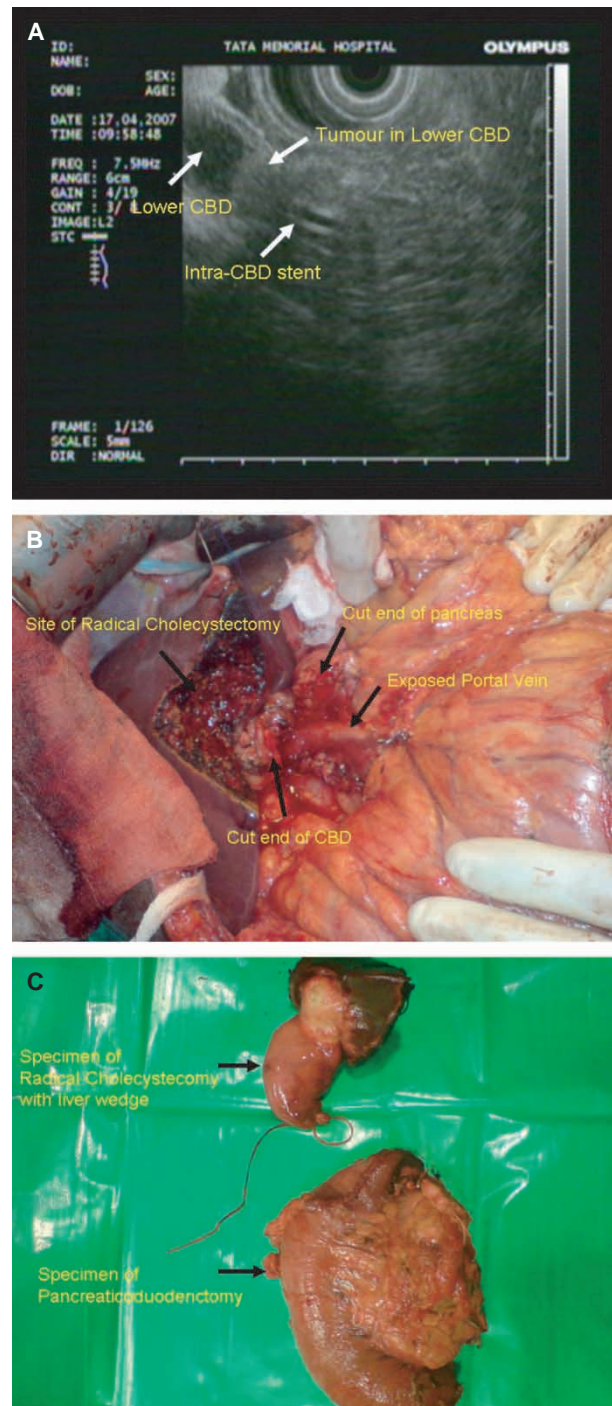 A
ID:
TATA MEMORIAL HOSPITAL
OLYMPUS
NAME:
SEX:
DOB:
AGE:
DATE :17.04.2007
TIME :09:58:48
FREQ : 7.5MHz
RANGE: 6cm
GAIN : 4/19
CONT : 3/ 8
IMAGE:L2
STC
Tumour in Lower CBD
Lower CBD
Intra-CBD stent
FRAME: 1/126
SCALE: 5mm
DIR :NORMAL
B
Site of Radical Cholecystectomy
Cut end of pancreas
Exposed Portal Vein
Cut end of CBD
C
Specimen of
Radical Cholecystecomy
with liver wedge
Specimen of
Pancreaticoduodenctomy